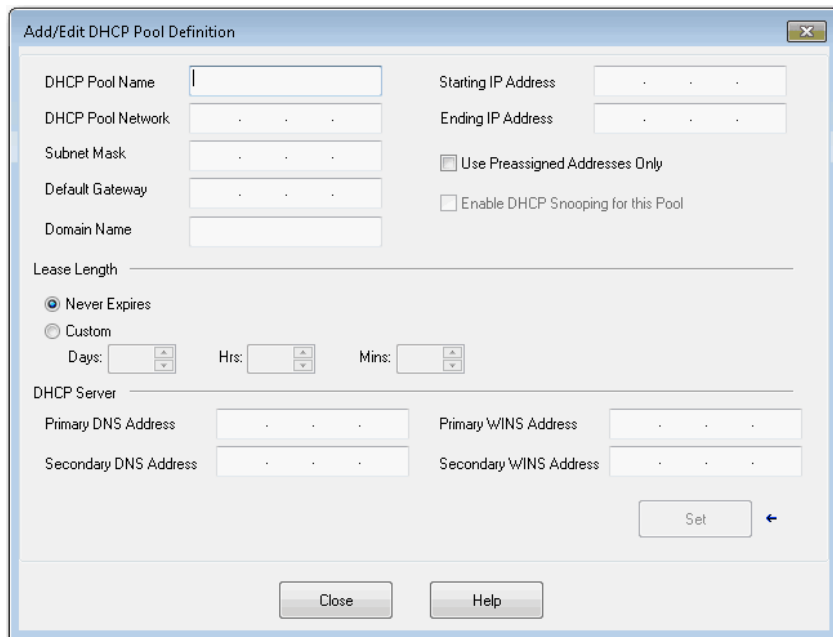 Add/Edit DHCP Pool Definition
DHCP Pool Name
Starting IP Address
DHCP Pool Network
Ending IP Address
Subnet Mask
Use Preassigned Addresses Only
Default Gateway
Enable DHCP Snooping for this Pool
Domain Name
Lease Length
Never Expires
Custom
Days: Hrs: Mins:
DHCP Server
Primary DNS Address
Primary WINS Address
Secondary DNS Address
Secondary WINS Address
Set
Close
Help